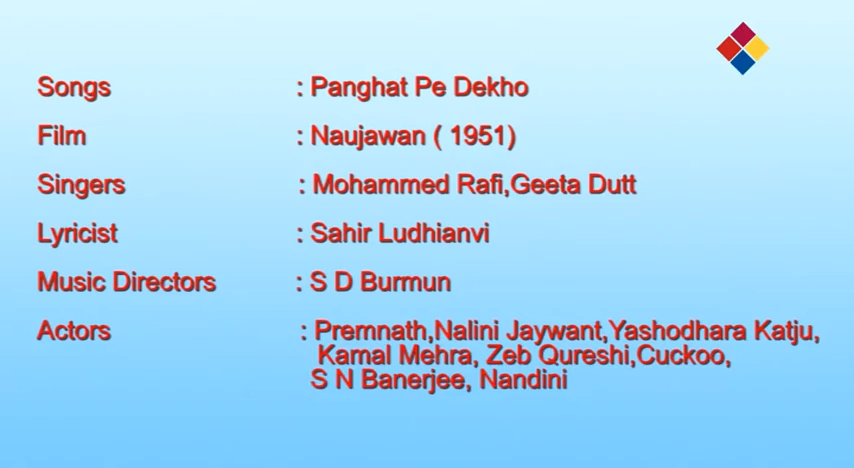 Songs : Panghat Pe Dekho
Film : Naujawan ( 1951)
Singers : Mohammed Rafi,Geeta Dutt
Lyricist : Sahir Ludhianvi
Music Directors : S D Burmun
Actors : Premnath,Nalini Jaywant,Yashodhara Katju,
Kamal Mehra, Zeb Qureshi,Cuckoo,
S N Banerjee, Nandini